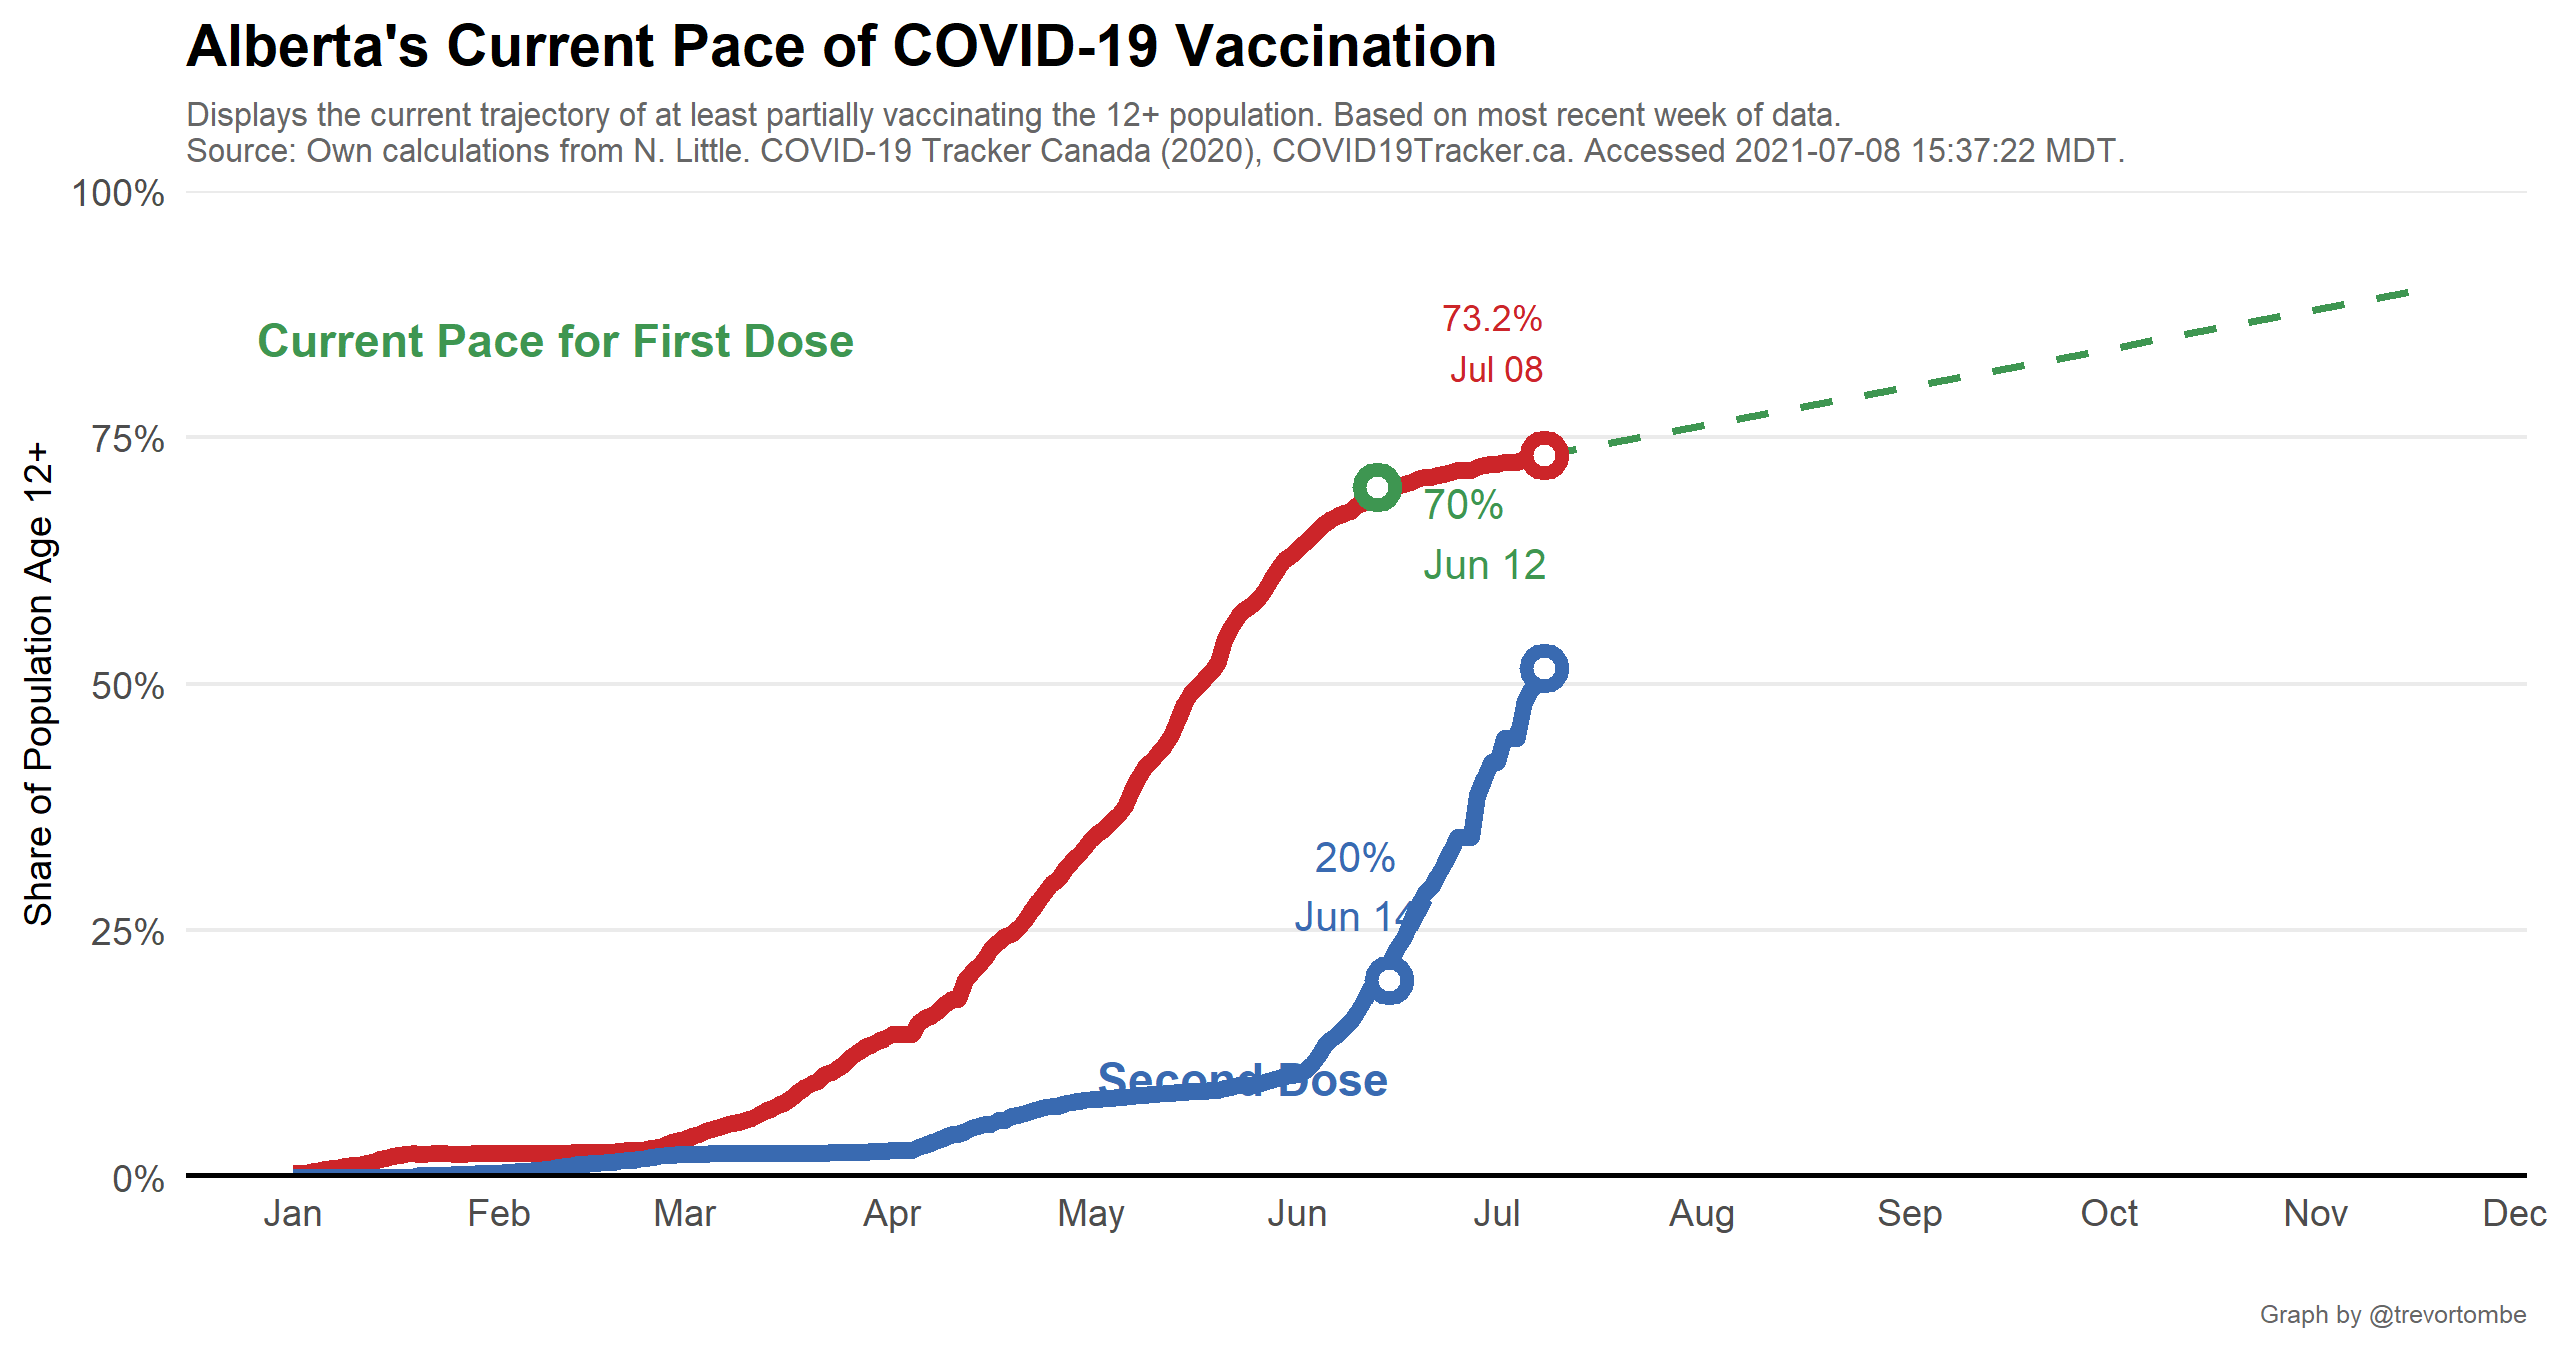 Alberta's Current Pace of COVID-19 Vaccination
Displays the current trajectory of at least partially vaccinating the 12+ population. Based on most recent week of data.
Source: Own calculations from N. Little. COVID-19 Tracker Canada (2020), COVID19Tracker.ca. Accessed 2021-07-08 15:37:22 MDT.
100%
75%
50%
25%
0%
Share of Population Age 12+
Current Pace for First Dose
73.2%
Jul 08
70%
Jun 12
20%
Jun 14
Second Dose
Jan Feb Mar Apr May Jun Jul Aug Sep Oct Nov Dec
Graph by @trevortombe